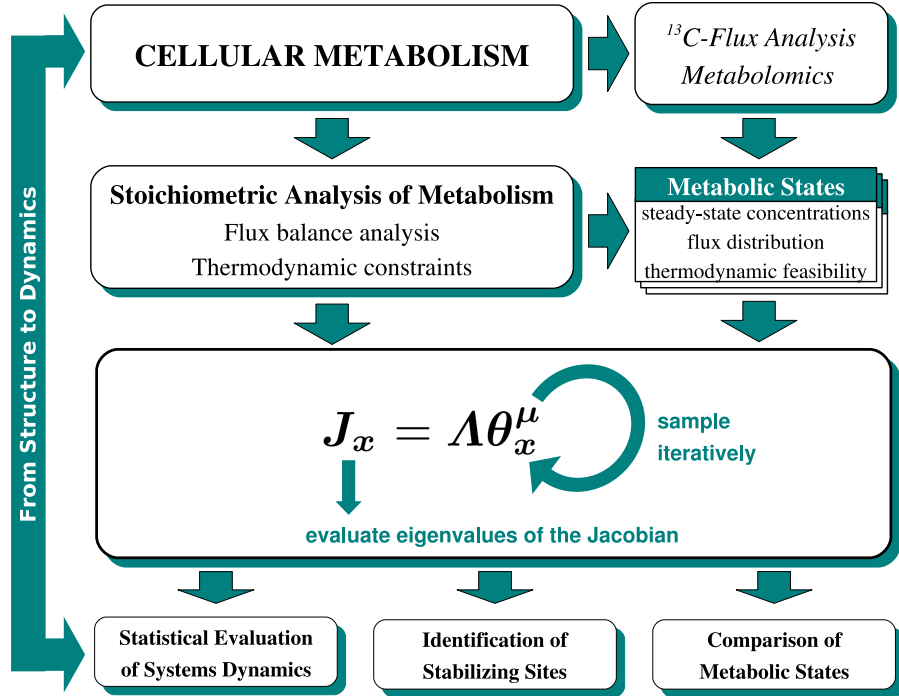 From Structure to Dynamics
CELLULAR METABOLISM
¹³C-Flux Analysis
Metabolomics
Stoichiometric Analysis of Metabolism
Flux balance analysis
Thermodynamic constraints
Metabolic States
steady-state concentrations
flux distribution
thermodynamic feasibility
J_x = Λθ_x^μ
sample
iteratively
evaluate eigenvalues of the Jacobian
Statistical Evaluation
of Systems Dynamics
Identification of
Stabilizing Sites
Comparison of
Metabolic States